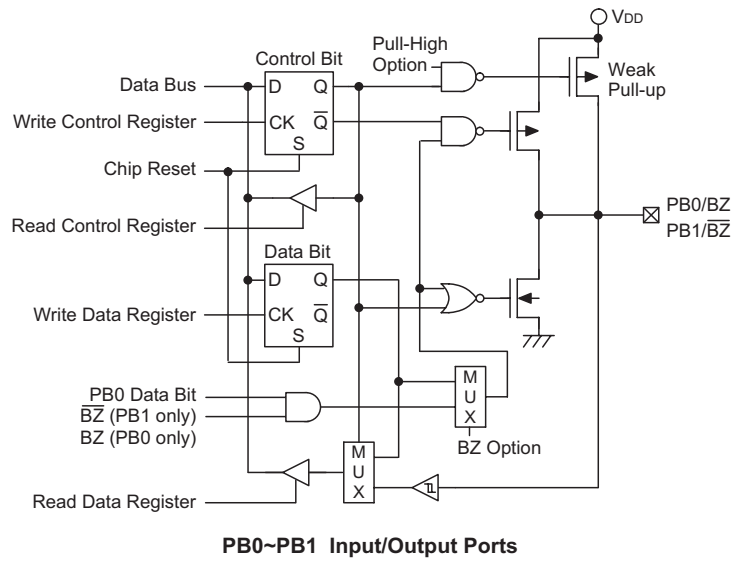 VDD
Control Bit
Pull-High
Option
Weak
Pull-up
Data Bus
D Q
Write Control Register
CK Q̅
S
Chip Reset
PB0/BZ
PB1/B̅Z̅
Read Control Register
Data Bit
D Q
Write Data Register
CK Q̅
S
PB0 Data Bit
B̅Z̅ (PB1 only)
BZ (PB0 only)
M
U
X
BZ Option
M
U
X
Read Data Register
PB0~PB1 Input/Output Ports